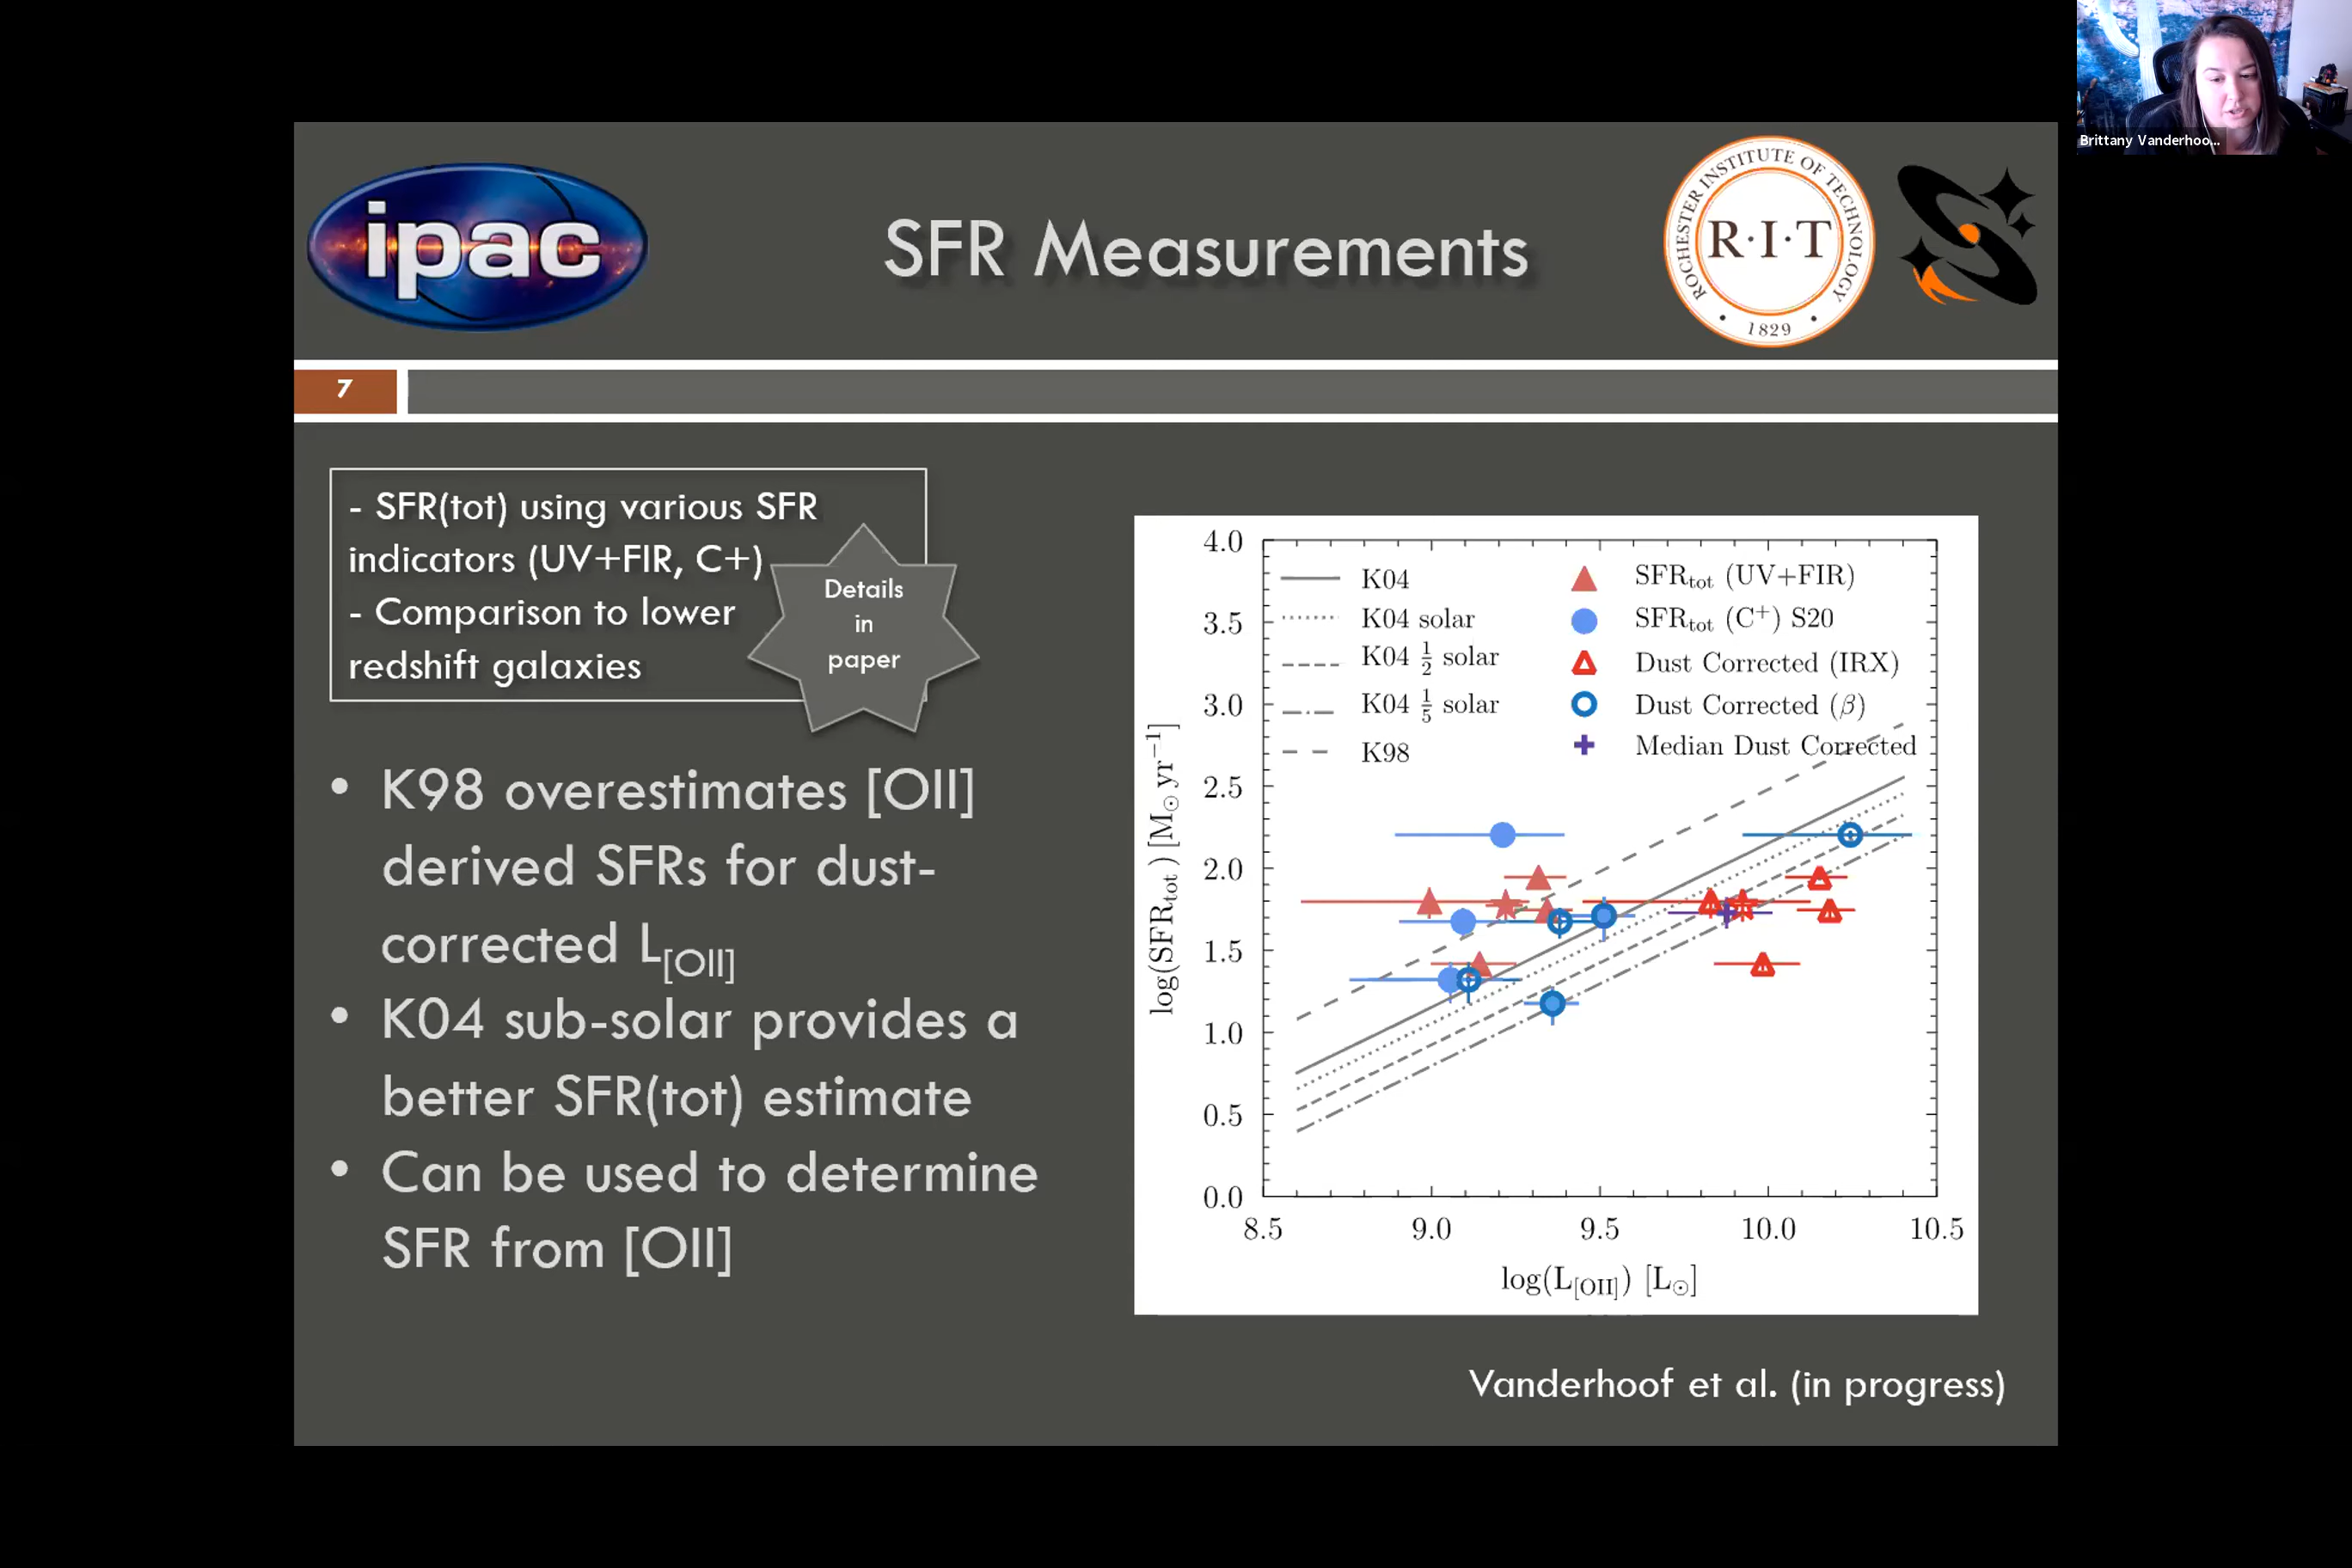 Brittany Vanderhoo...
ipac
SFR Measurements
ROCHESTER INSTITUTE OF TECHNOLOGY
R·I·T
1829
7
- SFR(tot) using various SFR
indicators (UV+FIR, C+)
- Comparison to lower
redshift galaxies
Details
in
paper
• K98 overestimates [OII]
derived SFRs for dust-
corrected L[OII]
• K04 sub-solar provides a
better SFR(tot) estimate
• Can be used to determine
SFR from [OII]
K04
K04 solar
K04 1/2 solar
K04 1/5 solar
K98
SFRtot (UV+FIR)
SFRtot (C+) S20
Dust Corrected (IRX)
Dust Corrected (β)
Median Dust Corrected
log(SFRtot) [M⊙ yr−1]
4.0
3.5
3.0
2.5
2.0
1.5
1.0
0.5
0.0
8.5 9.0 9.5 10.0 10.5
log(L[OII]) [L⊙]
Vanderhoof et al. (in progress)